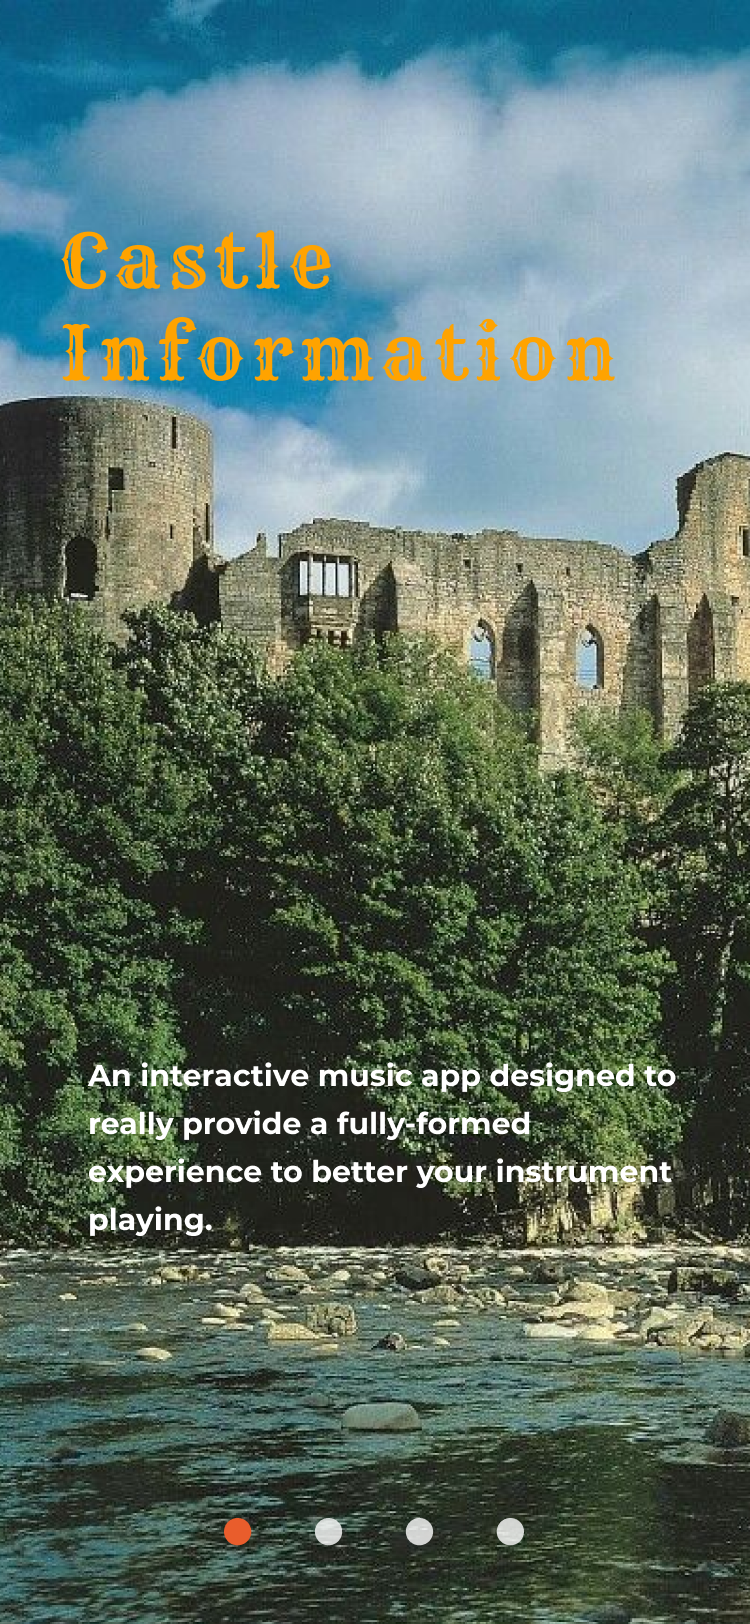 Castle
Information
An interactive music app designed to
really provide a fully-formed
experience to better your instrument
playing.